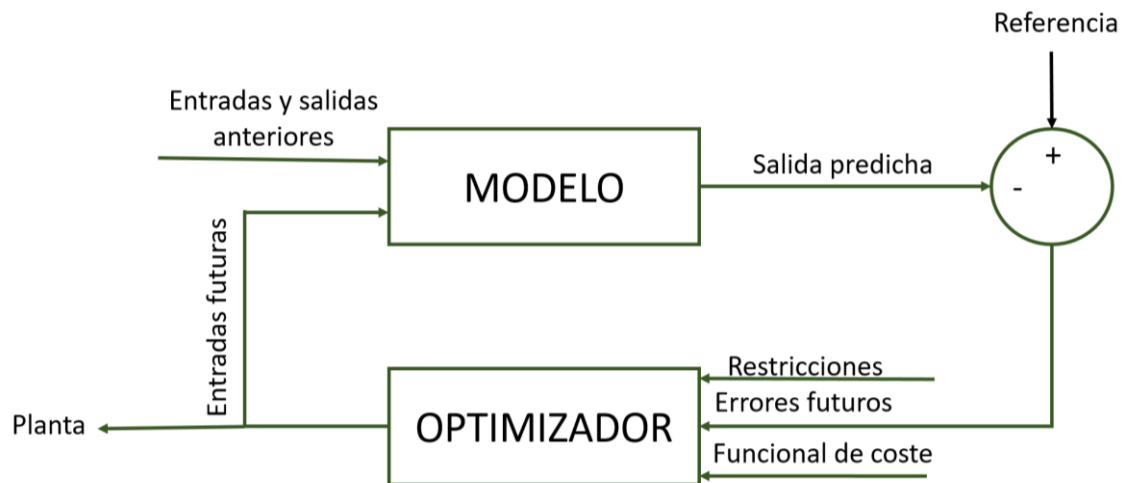 Referencia
Entradas y salidas
anteriores
+
MODELO
Salida predicha
-
Entradas futuras
Restricciones
Errores futuros
Planta
OPTIMIZADOR
Funcional de coste